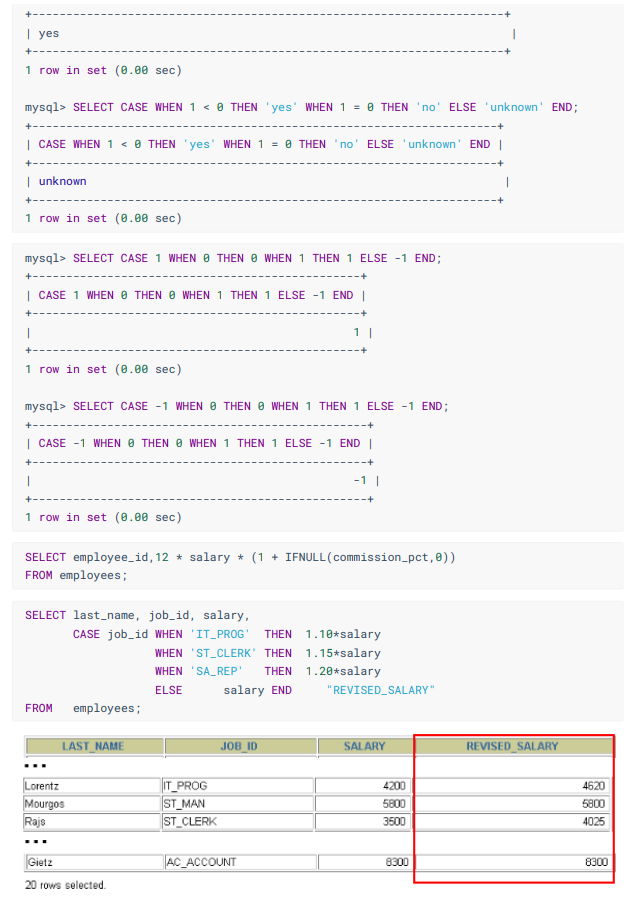 +-----------------------------------------------------------------+
| yes |
+-----------------------------------------------------------------+
1 row in set (0.00 sec)
mysql> SELECT CASE WHEN 1 < 0 THEN 'yes' WHEN 1 = 0 THEN 'no' ELSE 'unknown' END;
+----------------------------------------------------------------+
| CASE WHEN 1 < 0 THEN 'yes' WHEN 1 = 0 THEN 'no' ELSE 'unknown' END |
+----------------------------------------------------------------+
| unknown |
+----------------------------------------------------------------+
1 row in set (0.00 sec)
mysql> SELECT CASE 1 WHEN 0 THEN 0 WHEN 1 THEN 1 ELSE -1 END;
+------------------------------------------------+
| CASE 1 WHEN 0 THEN 0 WHEN 1 THEN 1 ELSE -1 END |
+------------------------------------------------+
| 1 |
+------------------------------------------------+
1 row in set (0.00 sec)
mysql> SELECT CASE -1 WHEN 0 THEN 0 WHEN 1 THEN 1 ELSE -1 END;
+-------------------------------------------------+
| CASE -1 WHEN 0 THEN 0 WHEN 1 THEN 1 ELSE -1 END |
+-------------------------------------------------+
| -1 |
+-------------------------------------------------+
1 row in set (0.00 sec)
SELECT employee_id,12 * salary * (1 + IFNULL(commission_pct,0))
FROM employees;
SELECT last_name, job_id, salary,
CASE job_id WHEN 'IT_PROG' THEN 1.10*salary
WHEN 'ST_CLERK' THEN 1.15*salary
WHEN 'SA_REP' THEN 1.20*salary
ELSE salary END "REVISED_SALARY"
FROM employees;
LAST_NAME JOB_ID SALARY REVISED_SALARY
...
Lorentz IT_PROG 4200 4620
Mourgos ST_MAN 5800 5800
Rajs ST_CLERK 3500 4025
...
Gietz AC_ACCOUNT 8300 8300
20 rows selected.